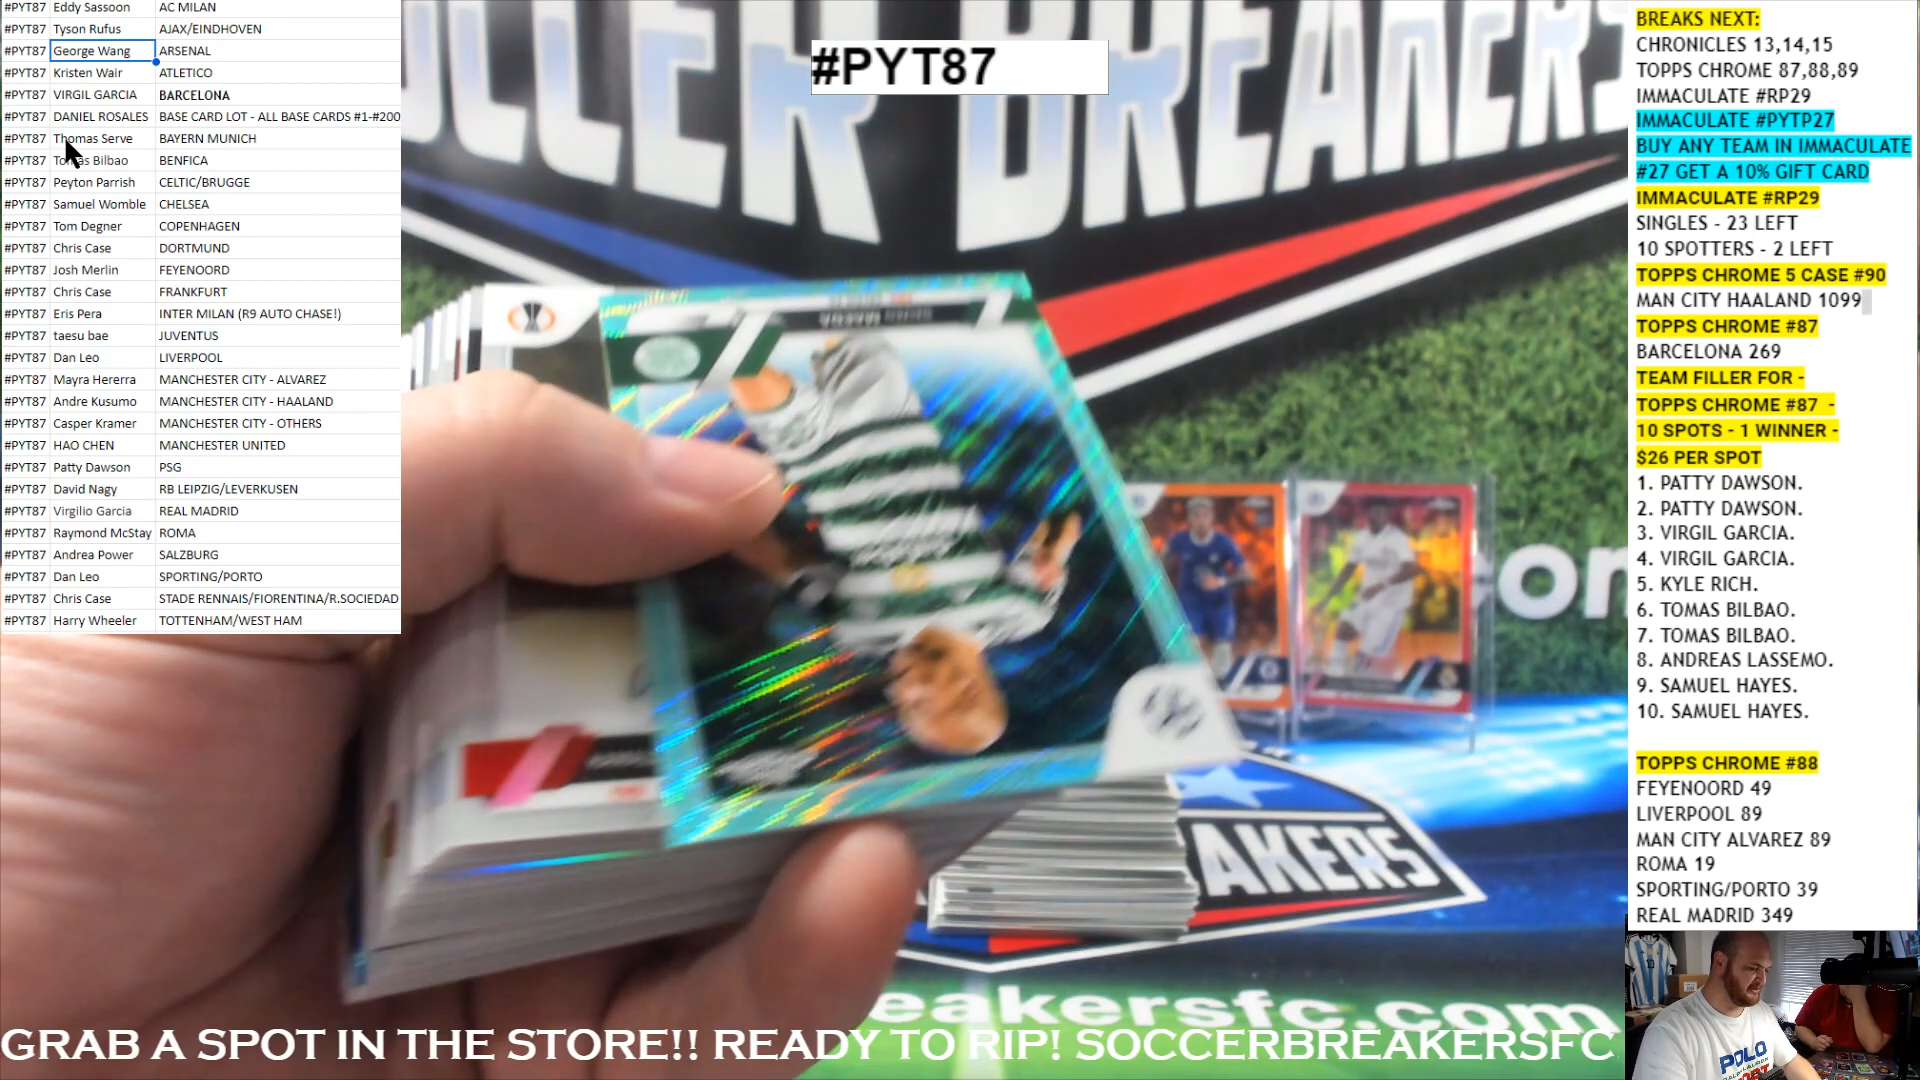 #PYT87 Eddy Sassoon AC MILAN
#PYT87 Tyson Rufus AJAX/EINDHOVEN
#PYT87 George Wang ARSENAL
#PYT87 Kristen Wair ATLETICO
#PYT87 VIRGIL GARCIA BARCELONA
#PYT87 DANIEL ROSALES BASE CARD LOT - ALL BASE CARDS #1-#200
#PYT87 Thomas Serve BAYERN MUNICH
#PYT87 Tomas Bilbao BENFICA
#PYT87 Peyton Parrish CELTIC/BRUGGE
#PYT87 Samuel Womble CHELSEA
#PYT87 Tom Degner COPENHAGEN
#PYT87 Chris Case DORTMUND
#PYT87 Josh Merlin FEYENOORD
#PYT87 Chris Case FRANKFURT
#PYT87 Eris Pera INTER MILAN (R9 AUTO CHASE!)
#PYT87 taesu bae JUVENTUS
#PYT87 Dan Leo LIVERPOOL
#PYT87 Mayra Hererra MANCHESTER CITY - ALVAREZ
#PYT87 Andre Kusumo MANCHESTER CITY - HAALAND
#PYT87 Casper Kramer MANCHESTER CITY - OTHERS
#PYT87 HAO CHEN MANCHESTER UNITED
#PYT87 Patty Dawson PSG
#PYT87 David Nagy RB LEIPZIG/LEVERKUSEN
#PYT87 Virgilio Garcia REAL MADRID
#PYT87 Raymond McStay ROMA
#PYT87 Andrea Power SALZBURG
#PYT87 Dan Leo SPORTING/PORTO
#PYT87 Chris Case STADE RENNAIS/FIORENTINA/R.SOCIEDAD
#PYT87 Harry Wheeler TOTTENHAM/WEST HAM
#PYT87
SOCCER BREAKERS
MAEDA
AKERS
eakersfc.com
BREAKS NEXT:
CHRONICLES 13,14,15
TOPPS CHROME 87,88,89
IMMACULATE #RP29
IMMACULATE #PYTP27
BUY ANY TEAM IN IMMACULATE
#27 GET A 10% GIFT CARD
IMMACULATE #RP29
SINGLES - 23 LEFT
10 SPOTTERS - 2 LEFT
TOPPS CHROME 5 CASE #90
MAN CITY HAALAND 1099
TOPPS CHROME #87
BARCELONA 269
TEAM FILLER FOR -
TOPPS CHROME #87 -
10 SPOTS - 1 WINNER -
$26 PER SPOT
1. PATTY DAWSON.
2. PATTY DAWSON.
3. VIRGIL GARCIA.
4. VIRGIL GARCIA.
5. KYLE RICH.
6. TOMAS BILBAO.
7. TOMAS BILBAO.
8. ANDREAS LASSEMO.
9. SAMUEL HAYES.
10. SAMUEL HAYES.
TOPPS CHROME #88
FEYENOORD 49
LIVERPOOL 89
MAN CITY ALVAREZ 89
ROMA 19
SPORTING/PORTO 39
REAL MADRID 349
POLO
GRAB A SPOT IN THE STORE!! READY TO RIP! SOCCERBREAKERSFC